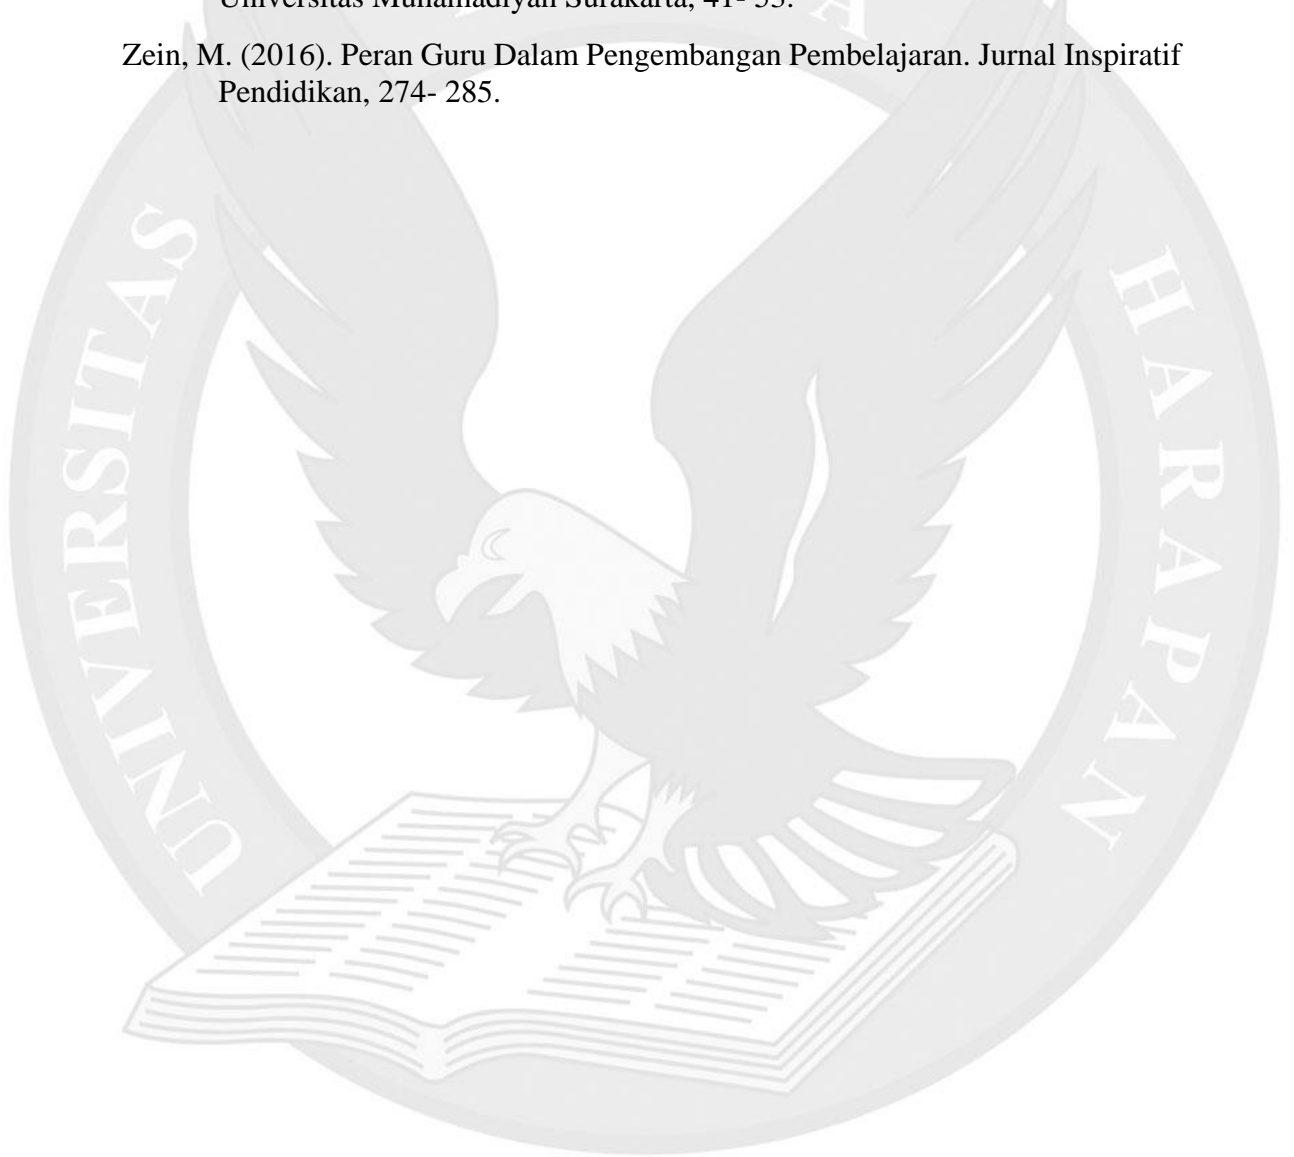 Universitas Muhamadiyah Surakarta, 41- 53.
Zein, M. (2016). Peran Guru Dalam Pengembangan Pembelajaran. Jurnal Inspiratif
Pendidikan, 274- 285.
UNIVERSITAS
HARAPAN